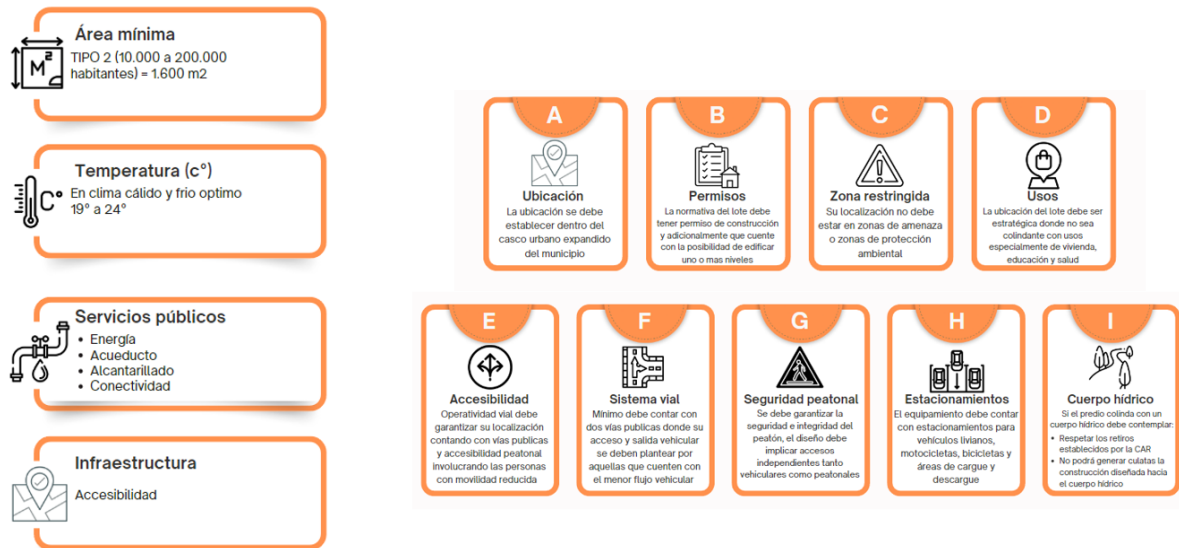 Área mínima
TIPO 2 (10.000 a 200.000
habitantes) = 1.600 m2
M2
Temperatura (c°)
En clima cálido y frio optimo
19° a 24°
C°
Servicios públicos
• Energía
• Acueducto
• Alcantarillado
• Conectividad
Infraestructura
Accesibilidad
A
Ubicación
La ubicación se debe
establecer dentro del
casco urbano expandido
del municipio
B
Permisos
La normativa del lote debe
tener permiso de construcción
y adicionalmente que cuente
con la posibilidad de edificar
uno o mas niveles
C
Zona restringida
Su localización no debe
estar en zonas de amenaza
o zonas de protección
ambiental
D
Usos
La ubicación del lote debe ser
estratégica donde no sea
colindante con usos
especialmente de vivienda,
educación y salud
E
Accesibilidad
Operatividad vial debe
garantizar su localización
contando con vías publicas
y accesibilidad peatonal
involucrando las personas
con movilidad reducida
F
Sistema vial
Mínimo debe contar con
dos vías publicas donde su
acceso y salida vehicular
se deben plantear por
aquellas que cuenten con
el menor flujo vehicular
G
Seguridad peatonal
Se debe garantizar la
seguridad e integridad del
peatón, el diseño debe
implicar accesos
independientes tanto
vehiculares como peatonales
H
Estacionamientos
El equipamiento debe contar
con estacionamientos para
vehículos livianos,
motocicletas, bicicletas y
áreas de cargue y
descargue
I
Cuerpo hídrico
Si el predio colinda con un
cuerpo hídrico debe contemplar:
• Respetar los retiros
establecidos por la CAR
• No podrá generar culatas la
construcción diseñada hacia
el cuerpo hídrico